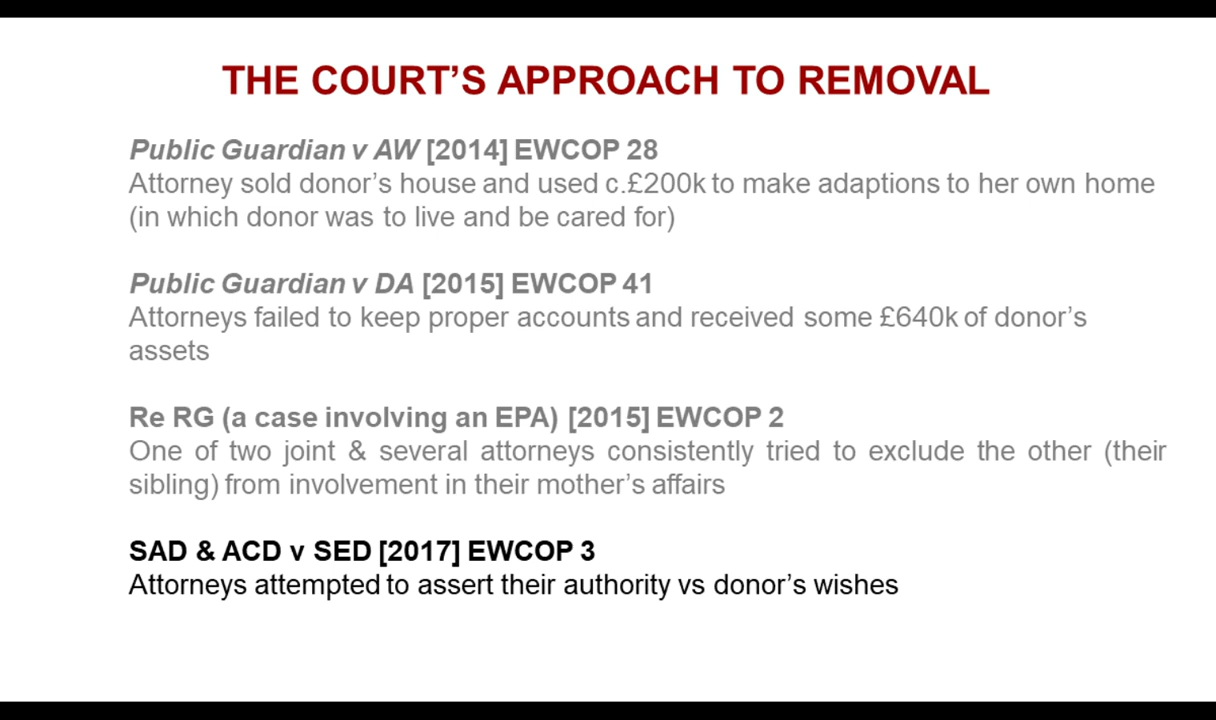 THE COURT'S APPROACH TO REMOVAL
Public Guardian v AW [2014] EWCOP 28
Attorney sold donor's house and used c.£200k to make adaptions to her own home
(in which donor was to live and be cared for)
Public Guardian v DA [2015] EWCOP 41
Attorneys failed to keep proper accounts and received some £640k of donor's
assets
Re RG (a case involving an EPA) [2015] EWCOP 2
One of two joint & several attorneys consistently tried to exclude the other (their
sibling) from involvement in their mother's affairs
SAD & ACD v SED [2017] EWCOP 3
Attorneys attempted to assert their authority vs donor's wishes